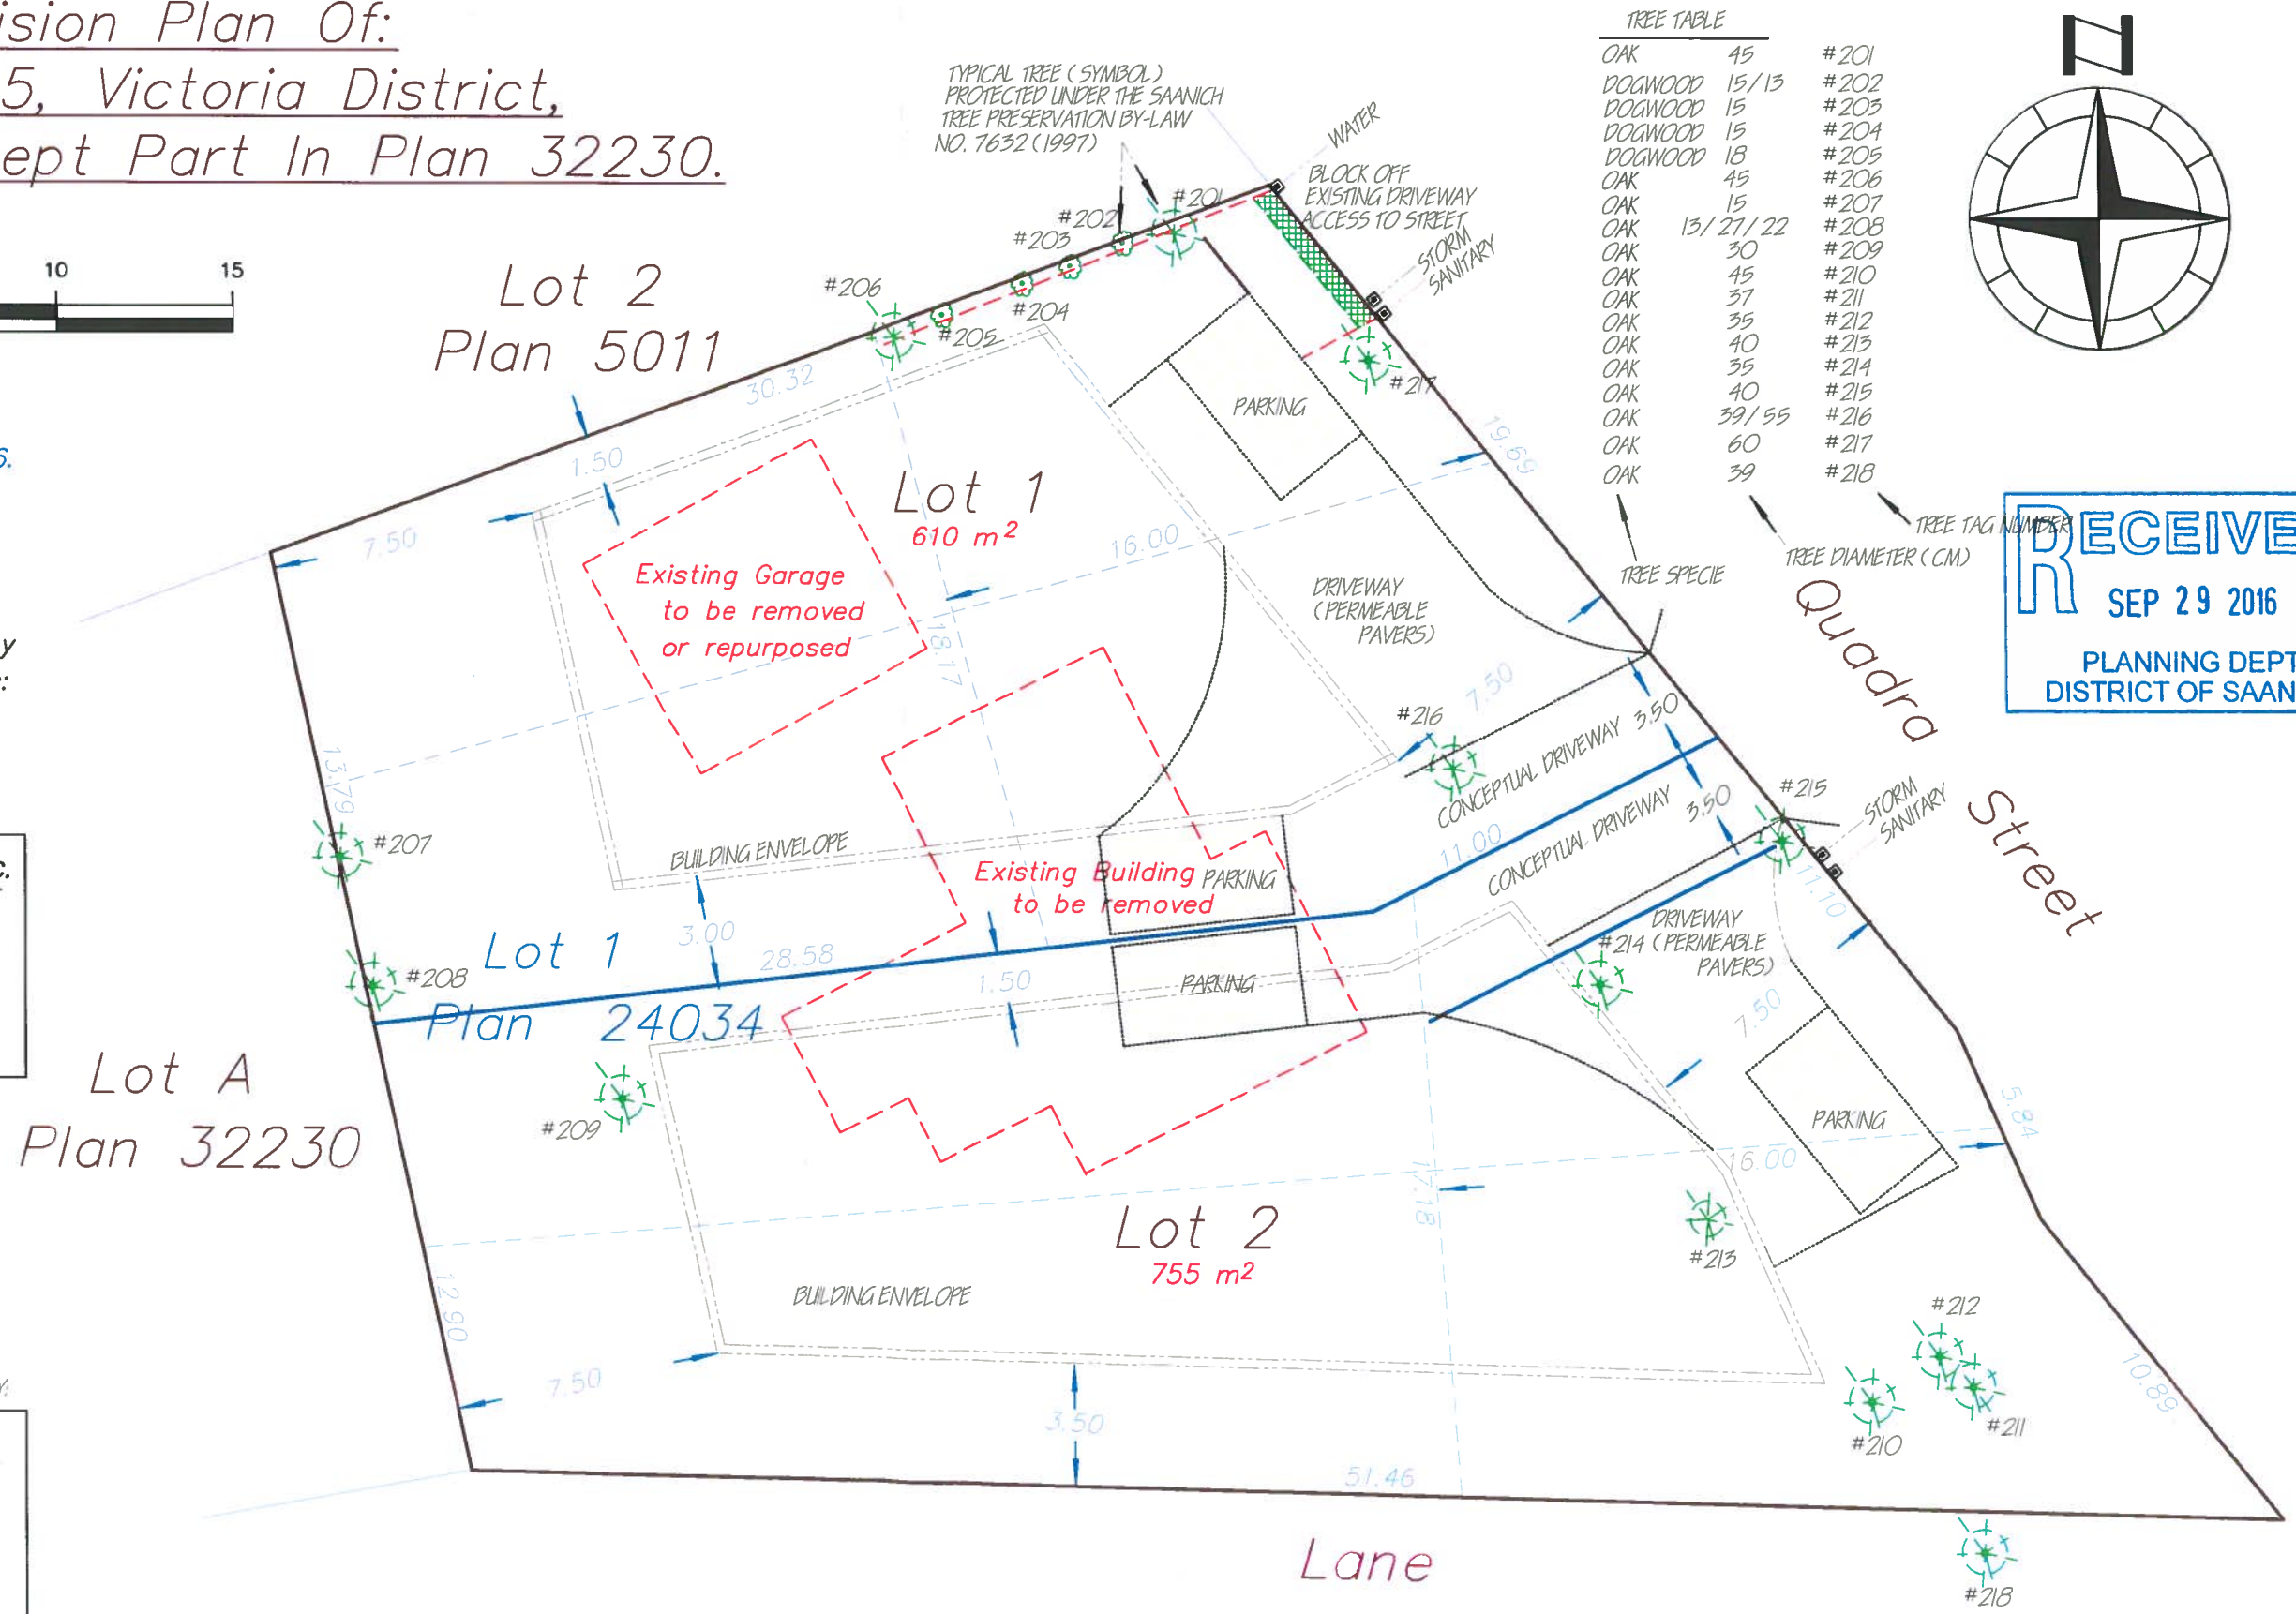 sion Plan Of:
5, Victoria District,
ept Part In Plan 32230.
10 15
6.
y
:
c.
Y:
TYPICAL TREE (SYMBOL)
PROTECTED UNDER THE SAANICH
TREE PRESERVATION BY-LAW
NO. 7632 (1997)
WATER
BLOCK OFF
EXISTING DRIVEWAY
ACCESS TO STREET
STORM
SANITARY
TREE TABLE
OAK 45 #201
DOGWOOD 15/13 #202
DOGWOOD 15 #203
DOGWOOD 15 #204
DOGWOOD 18 #205
OAK 45 #206
OAK 15 #207
OAK 13/27/22 #208
OAK 30 #209
OAK 45 #210
OAK 37 #211
OAK 35 #212
OAK 40 #213
OAK 35 #214
OAK 40 #215
OAK 39/55 #216
OAK 60 #217
OAK 39 #218
TREE TAG NUMBER
TREE DIAMETER (CM)
TREE SPECIE
N
RECEIVE
SEP 29 2016
PLANNING DEPT
DISTRICT OF SAAN
Quadra Street
Lot 2
Plan 5011
#206
#205
#204
#203
#202
#201
#217
30.32
1.50
7.50
19.69
PARKING
Lot 1
610 m²
16.00
18.17
Existing Garage
to be removed
or repurposed
DRIVEWAY
(PERMEABLE
PAVERS)
7.50
#216
CONCEPTUAL DRIVEWAY 3.50
CONCEPTUAL DRIVEWAY 3.50
11.00
#215
STORM
SANITARY
11.10
13.79
#207
BUILDING ENVELOPE
Existing Building
to be removed
PARKING
PARKING
#208
Lot 1
Plan 24034
3.00
28.58
1.50
DRIVEWAY
#214 (PERMEABLE
PAVERS)
7.50
PARKING
5.84
Lot A
Plan 32230
#209
16.00
17.18
Lot 2
755 m²
#213
BUILDING ENVELOPE
12.90
7.50
3.50
51.46
#212
#211
#210
10.89
Lane
#218